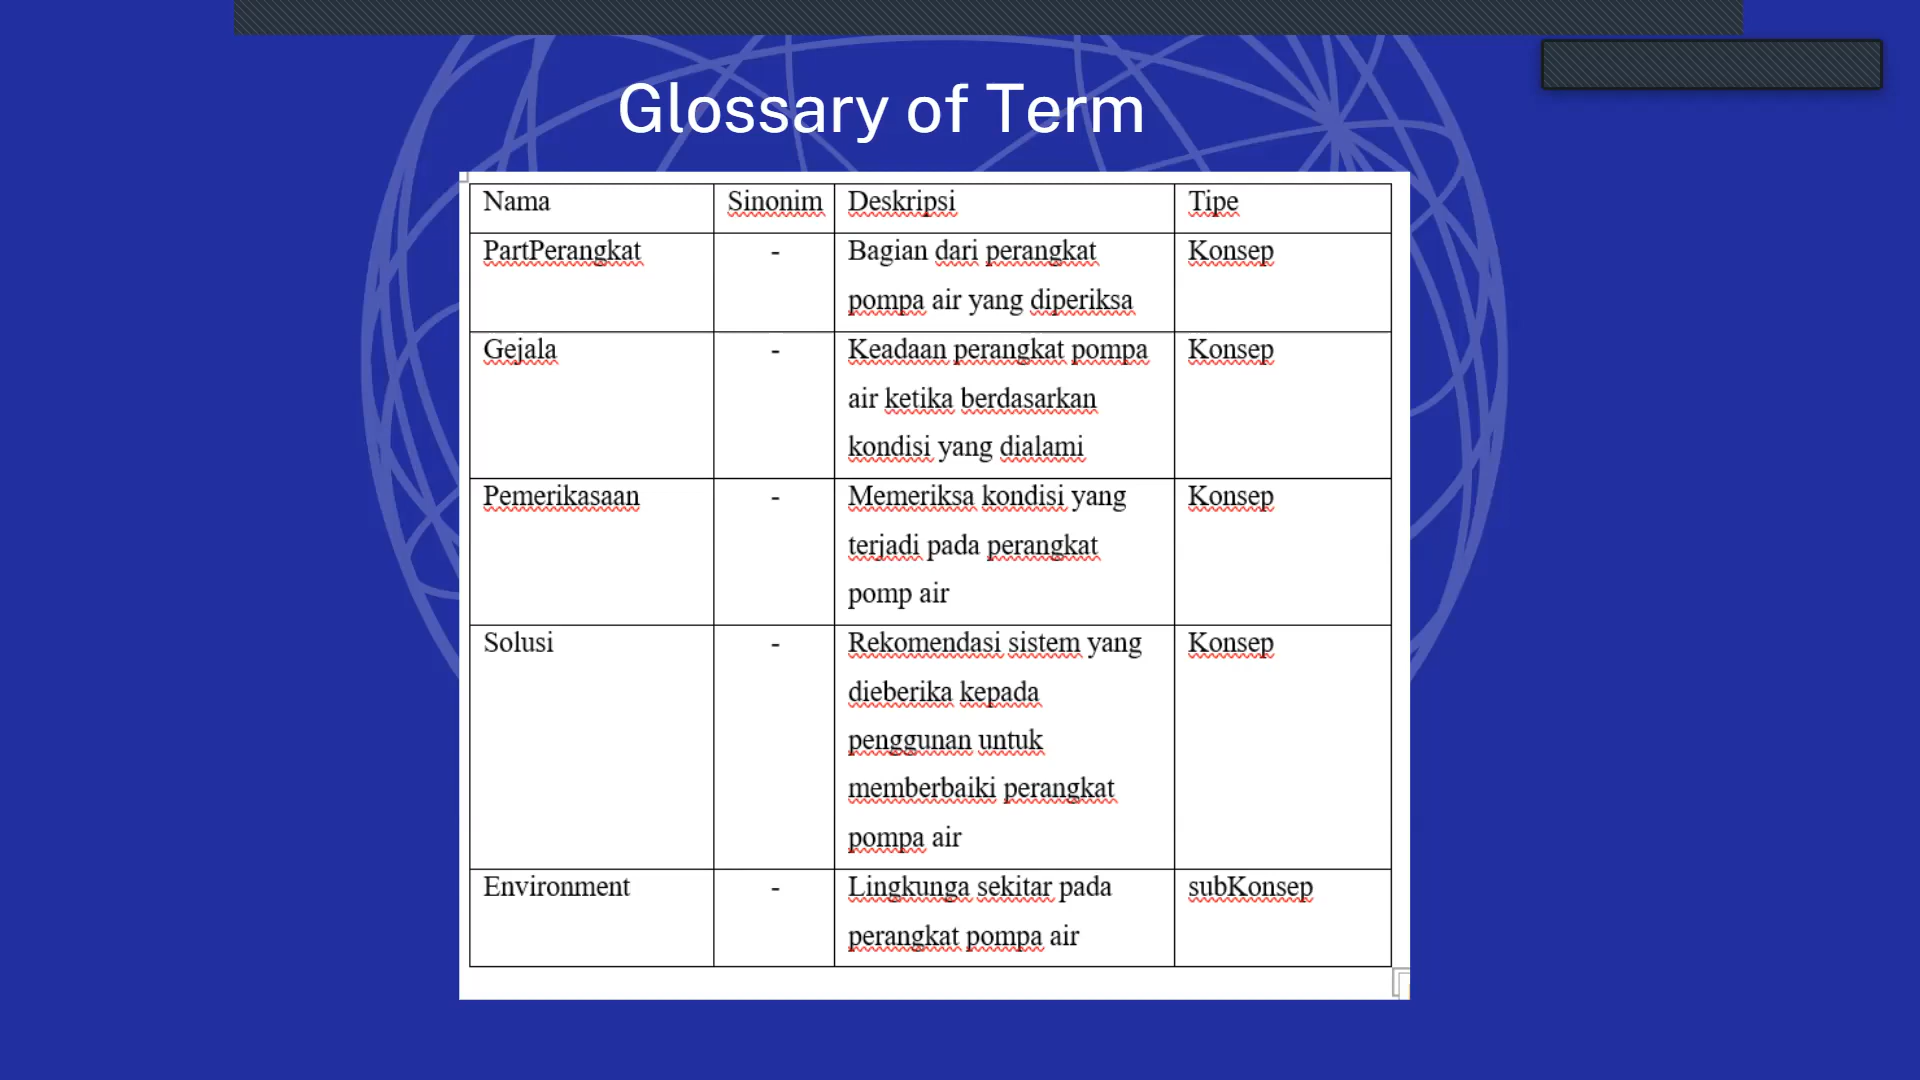 Glossary of Term
Nama Sinonim Deskripsi Tipe
PartPerangkat - Bagian dari perangkat Konsep
pompa air yang diperiksa
Gejala - Keadaan perangkat pompa Konsep
air ketika berdasarkan
kondisi yang dialami
Pemerikasaan - Memeriksa kondisi yang Konsep
terjadi pada perangkat
pomp air
Solusi - Rekomendasi sistem yang Konsep
dieberika kepada
penggunan untuk
memberbaiki perangkat
pompa air
Environment - Lingkunga sekitar pada subKonsep
perangkat pompa air